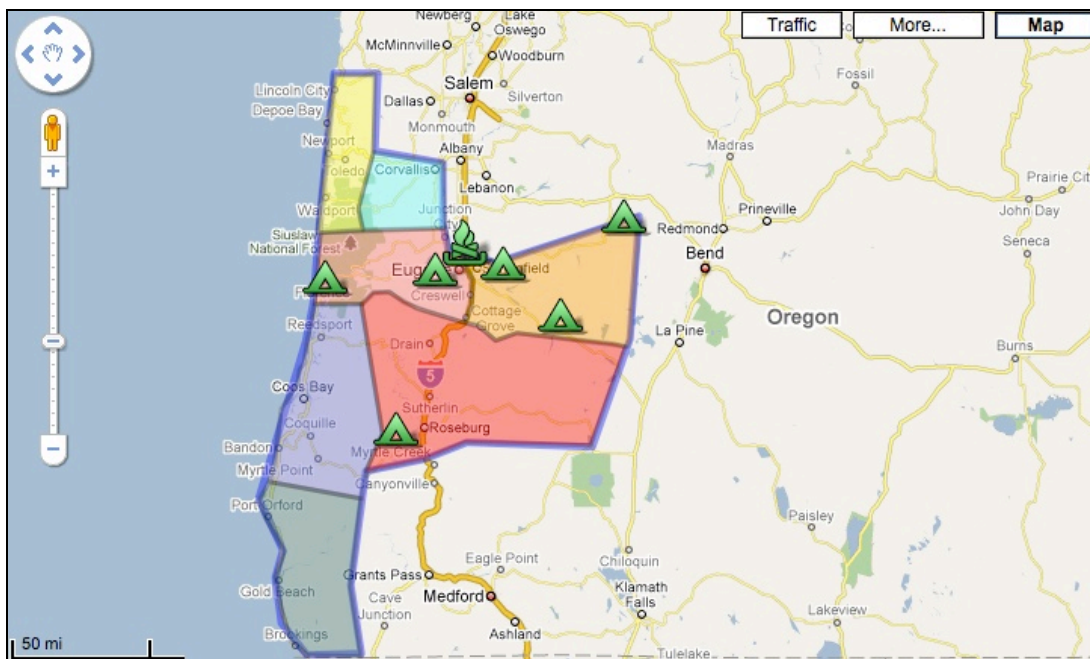 Newberg
Lake
Oswego
Traffic
More...
Map
McMinnville
Woodburn
Fossil
Salem
Silverton
Lincoln City
Dallas
Depoe Bay
Monmouth
Newport
Albany
Madras
Toledo
Corvallis
Lebanon
Prairie City
Waldport
Junction
City
Prineville
John Day
Siuslaw
National Forest
Redmond
Seneca
Bend
Creswell
Cottage
Grove
Reedsport
La Pine
Oregon
Drain
Burns
5
Coos Bay
Sutherlin
Coquille
Roseburg
Bandon
Myrtle Creek
Myrtle Point
Canyonville
Port Orford
Paisley
Eagle Point
Chiloquin
Grants Pass
Gold Beach
Medford
Klamath
Falls
Cave
Junction
Lakeview
Brookings
Ashland
50 mi
Tulelake